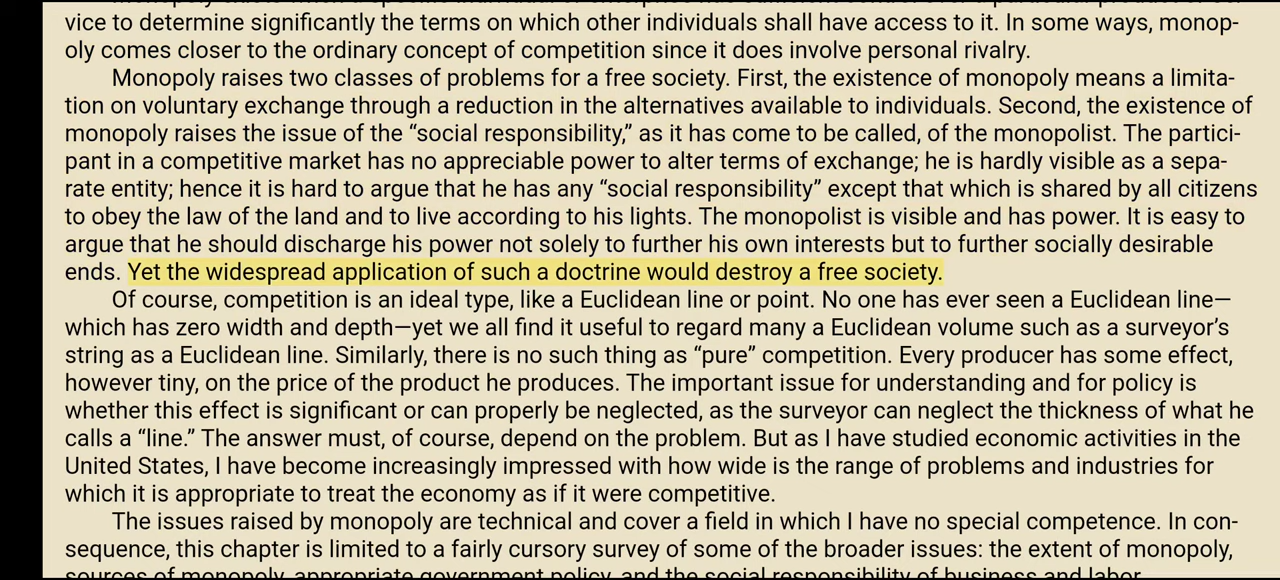 vice to determine significantly the terms on which other individuals shall have access to it. In some ways, monop-
oly comes closer to the ordinary concept of competition since it does involve personal rivalry.
Monopoly raises two classes of problems for a free society. First, the existence of monopoly means a limita-
tion on voluntary exchange through a reduction in the alternatives available to individuals. Second, the existence of
monopoly raises the issue of the “social responsibility,” as it has come to be called, of the monopolist. The partici-
pant in a competitive market has no appreciable power to alter terms of exchange; he is hardly visible as a sepa-
rate entity; hence it is hard to argue that he has any “social responsibility” except that which is shared by all citizens
to obey the law of the land and to live according to his lights. The monopolist is visible and has power. It is easy to
argue that he should discharge his power not solely to further his own interests but to further socially desirable
ends. Yet the widespread application of such a doctrine would destroy a free society.
Of course, competition is an ideal type, like a Euclidean line or point. No one has ever seen a Euclidean line—
which has zero width and depth—yet we all find it useful to regard many a Euclidean volume such as a surveyor’s
string as a Euclidean line. Similarly, there is no such thing as “pure” competition. Every producer has some effect,
however tiny, on the price of the product he produces. The important issue for understanding and for policy is
whether this effect is significant or can properly be neglected, as the surveyor can neglect the thickness of what he
calls a “line.” The answer must, of course, depend on the problem. But as I have studied economic activities in the
United States, I have become increasingly impressed with how wide is the range of problems and industries for
which it is appropriate to treat the economy as if it were competitive.
The issues raised by monopoly are technical and cover a field in which I have no special competence. In con-
sequence, this chapter is limited to a fairly cursory survey of some of the broader issues: the extent of monopoly,
sources of monopoly, appropriate government policy, and the social responsibility of business and labor.